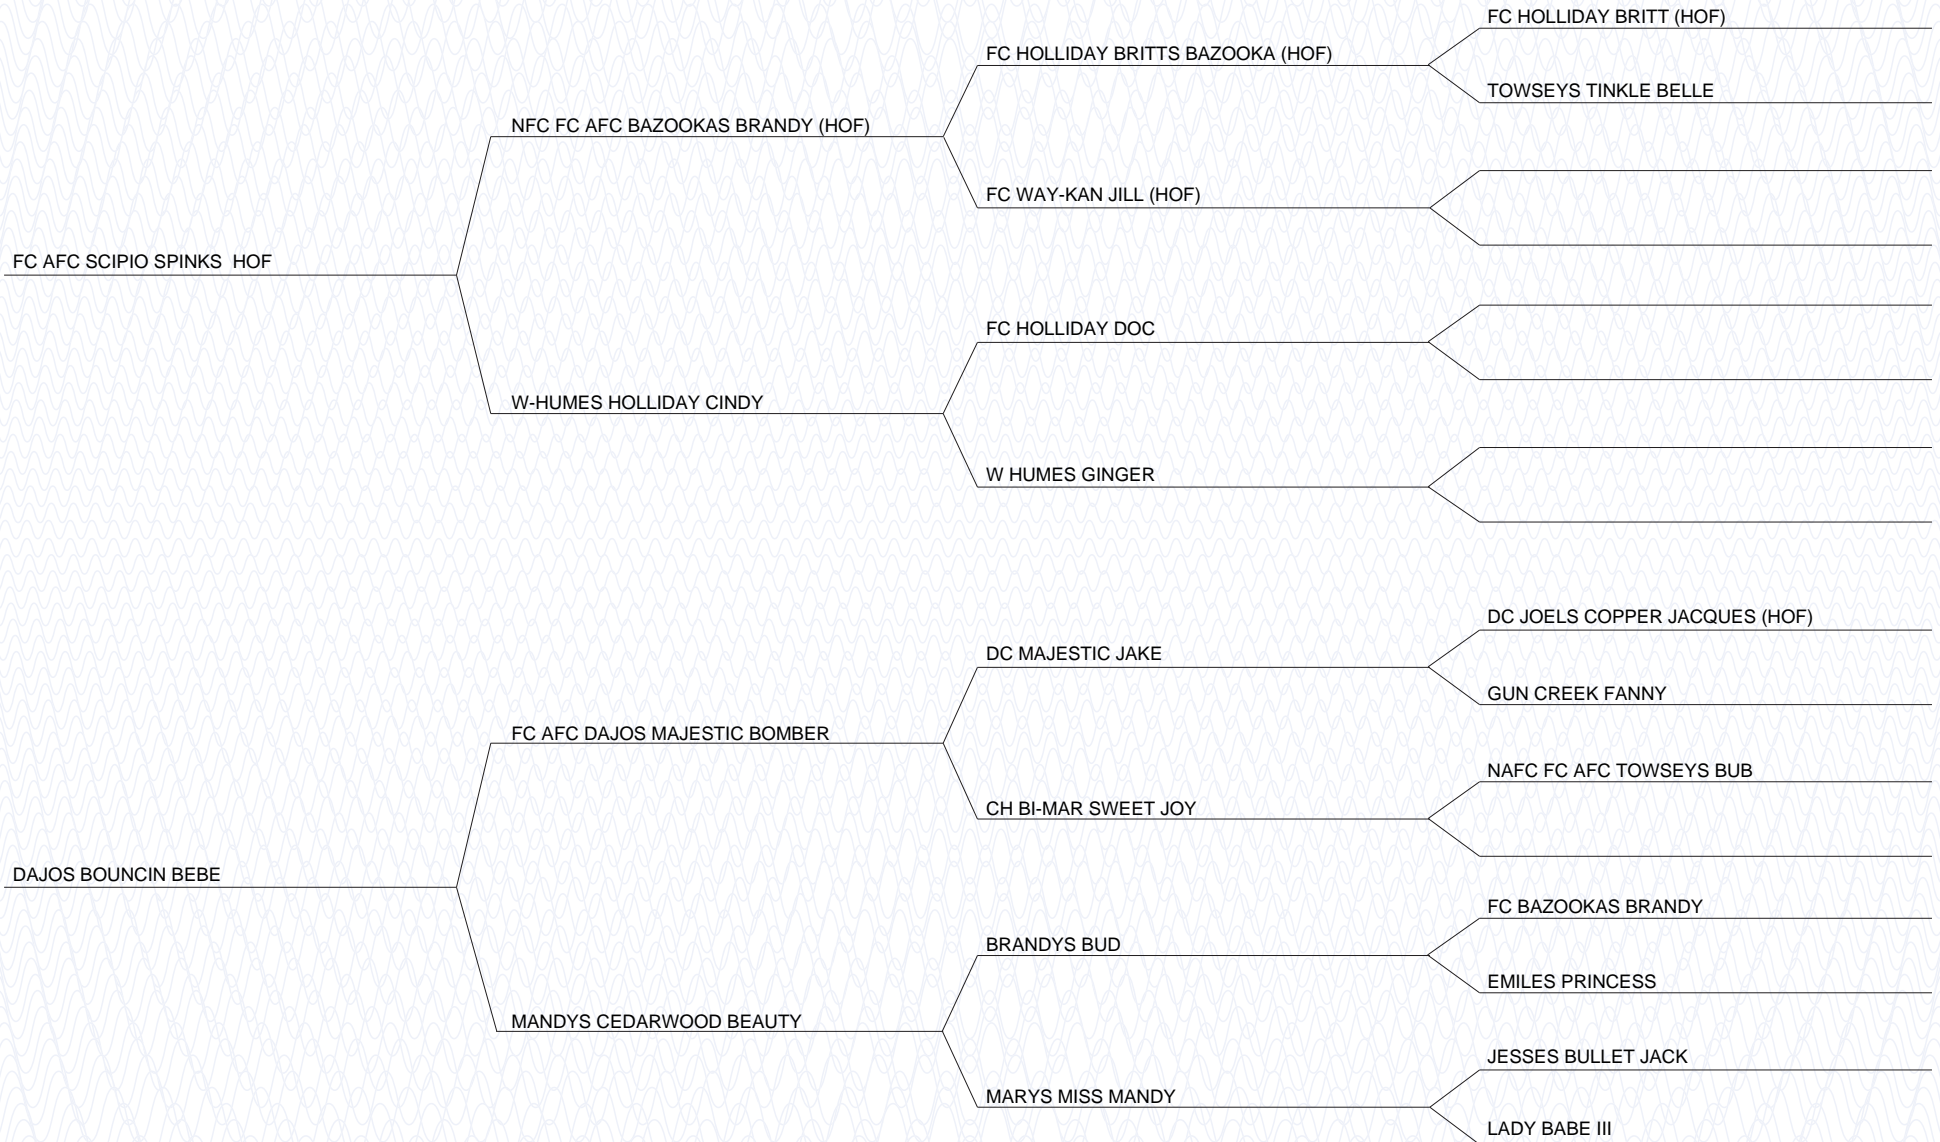 FC HOLLIDAY BRITT (HOF)
FC HOLLIDAY BRITTS BAZOOKA (HOF)
TOWSEYS TINKLE BELLE
NFC FC AFC BAZOOKAS BRANDY (HOF)
FC WAY-KAN JILL (HOF)
FC AFC SCIPIO SPINKS  HOF
FC HOLLIDAY DOC
W-HUMES HOLLIDAY CINDY
W HUMES GINGER
DC JOELS COPPER JACQUES (HOF)
DC MAJESTIC JAKE
GUN CREEK FANNY
FC AFC DAJOS MAJESTIC BOMBER
NAFC FC AFC TOWSEYS BUB
CH BI-MAR SWEET JOY
DAJOS BOUNCIN BEBE
FC BAZOOKAS BRANDY
BRANDYS BUD
EMILES PRINCESS
MANDYS CEDARWOOD BEAUTY
JESSES BULLET JACK
MARYS MISS MANDY
LADY BABE III